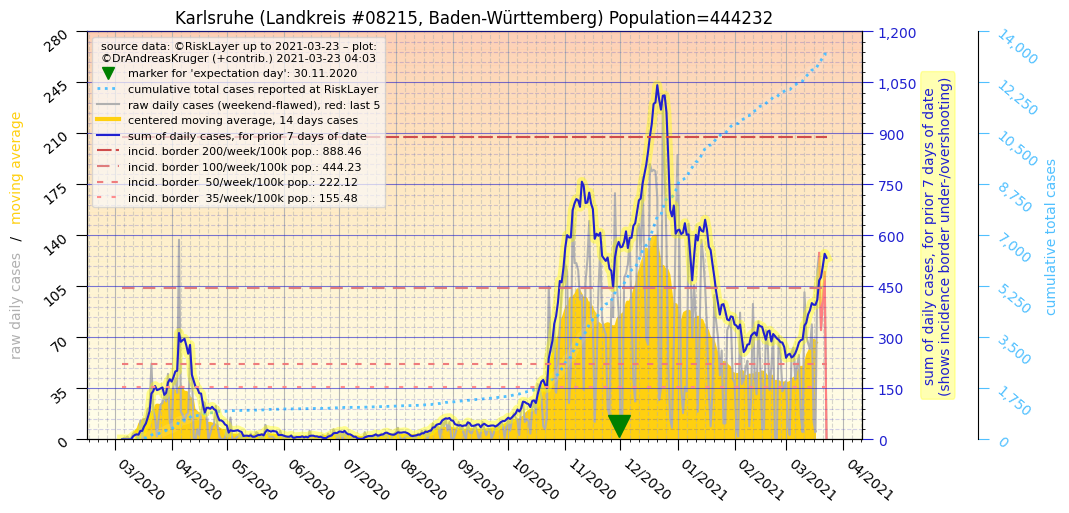 Karlsruhe (Landkreis #08215, Baden-Württemberg) Population=444232
source data: ©RiskLayer up to 2021-03-23 – plot:
©DrAndreasKruger (+contrib.) 2021-03-23 04:03
marker for 'expectation day': 30.11.2020
cumulative total cases reported at RiskLayer
raw daily cases (weekend-flawed), red: last 5
centered moving average, 14 days cases
sum of daily cases, for prior 7 days of date
incid. border 200/week/100k pop.: 888.46
incid. border 100/week/100k pop.: 444.23
incid. border  50/week/100k pop.: 222.12
incid. border  35/week/100k pop.: 155.48
raw daily cases  /  moving average
280
245
210
175
140
105
70
35
0
03/2020
04/2020
05/2020
06/2020
07/2020
08/2020
09/2020
10/2020
11/2020
12/2020
01/2021
02/2021
03/2021
04/2021
1,200
1,050
900
750
600
450
300
150
0
sum of daily cases, for prior 7 days of date
(shows incidence border under-/overshooting)
14,000
12,250
10,500
8,750
7,000
5,250
3,500
1,750
0
cumulative total cases